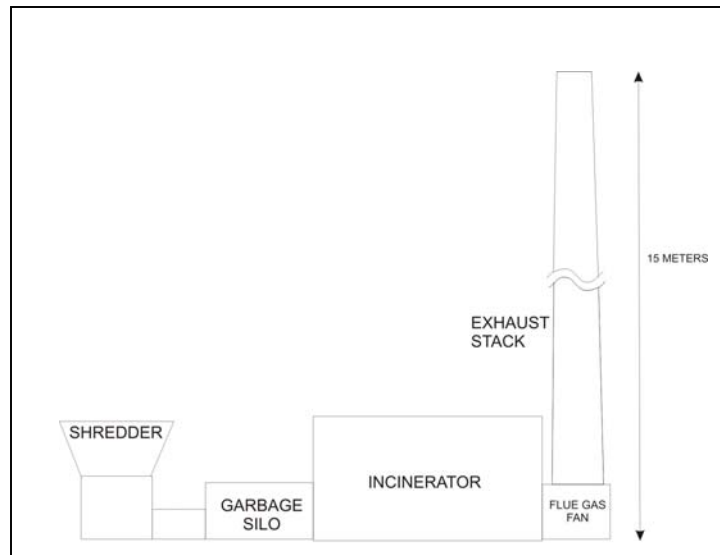 15 METERS
EXHAUST
STACK
SHREDDER
GARBAGE
SILO
INCINERATOR
FLUE GAS
FAN